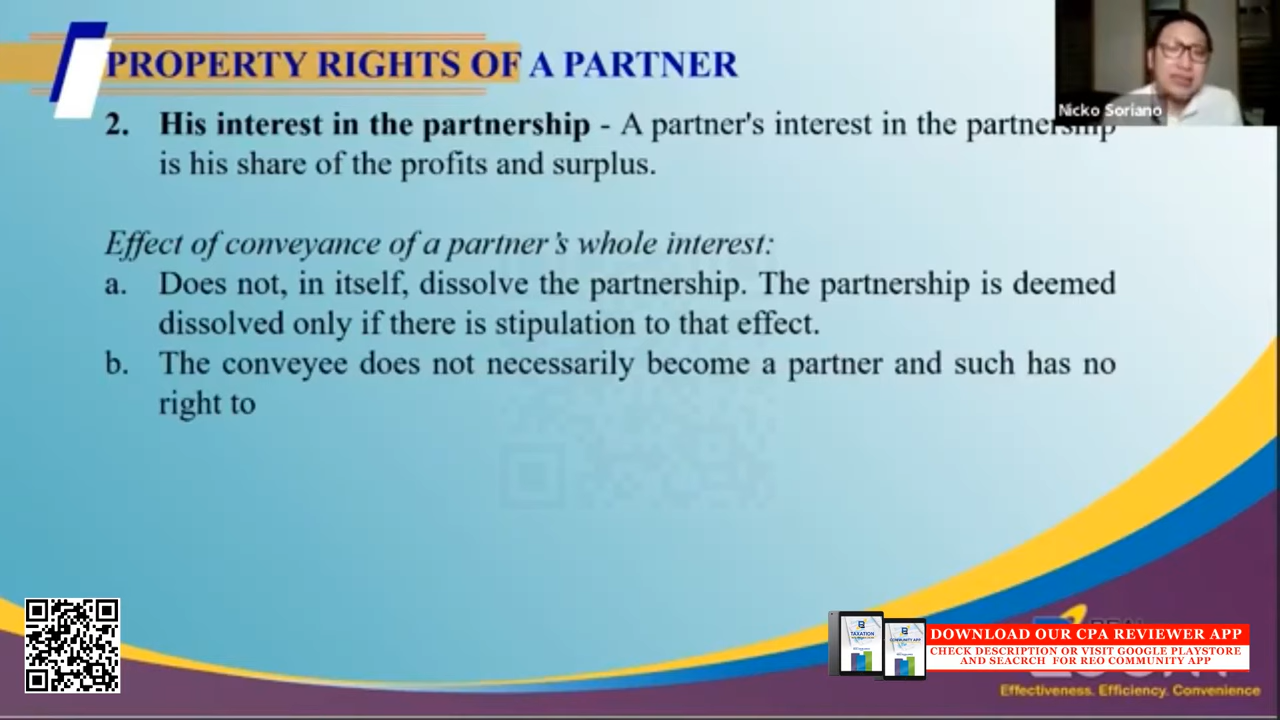 PROPERTY RIGHTS OF A PARTNER
Nicko Soriano
2. His interest in the partnership - A partner's interest in the partnership
is his share of the profits and surplus.
Effect of conveyance of a partner's whole interest:
a. Does not, in itself, dissolve the partnership. The partnership is deemed
dissolved only if there is stipulation to that effect.
b. The conveyee does not necessarily become a partner and such has no
right to
TAXATION
COMMUNITY APP
DOWNLOAD OUR CPA REVIEWER APP
CHECK DESCRIPTION OR VISIT GOOGLE PLAYSTORE
AND SEACRCH FOR REO COMMUNITY APP
Effectiveness. Efficiency. Convenience